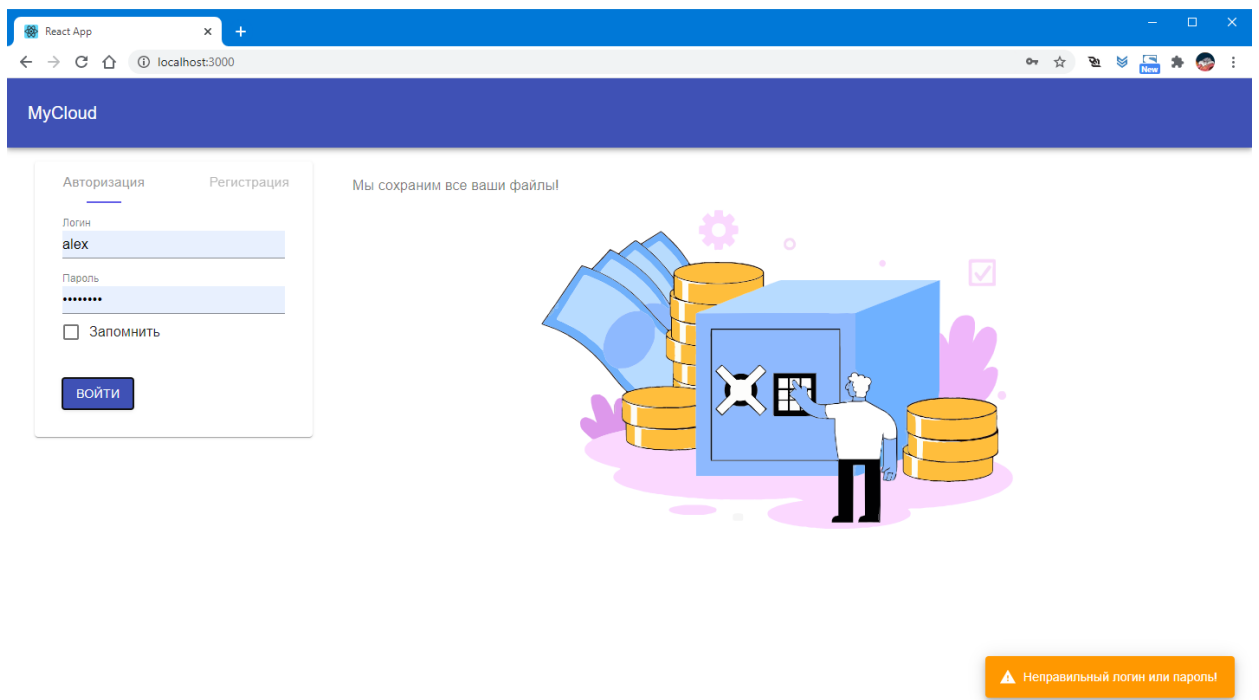 React App
localhost:3000
New
MyCloud
Авторизация Регистрация
Мы сохраним все ваши файлы!
Логин
alex
Пароль
••••••••
Запомнить
ВОЙТИ
Неправильный логин или пароль!